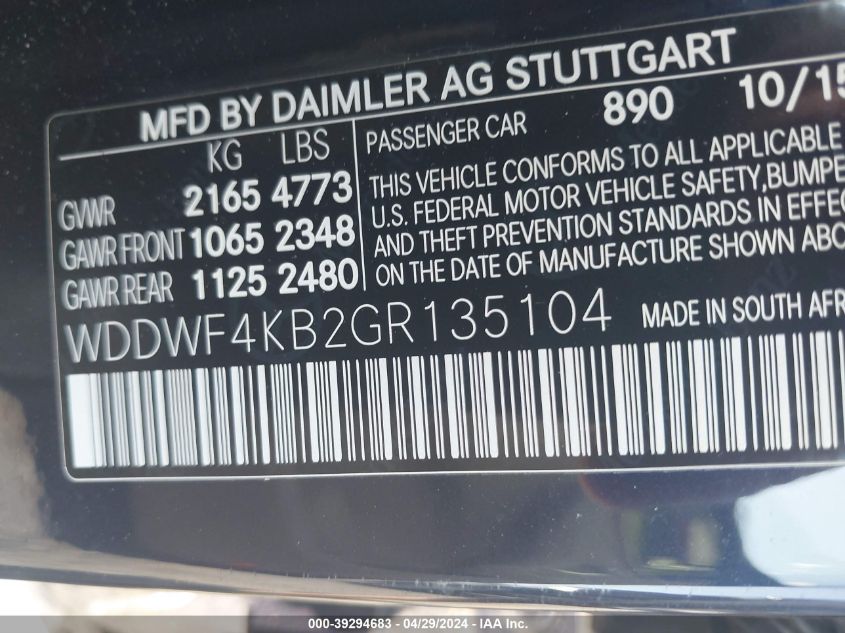 MFD BY DAIMLER AG STUTTGART
KG LBS
GVWR 2165 4773
GAWR FRONT 1065 2348
GAWR REAR 1125 2480
PASSENGER CAR 890 10/15
THIS VEHICLE CONFORMS TO ALL APPLICABLE
U.S. FEDERAL MOTOR VEHICLE SAFETY, BUMPE
AND THEFT PREVENTION STANDARDS IN EFFEC
ON THE DATE OF MANUFACTURE SHOWN ABO
WDDWF4KB2GR135104 MADE IN SOUTH AFR
000-39294683 - 04/29/2024 - IAA Inc.